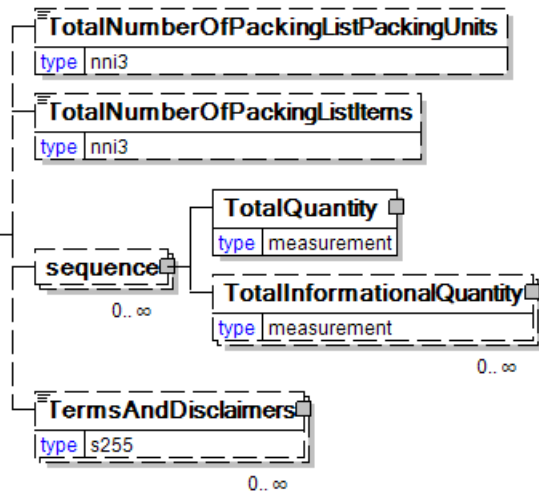 TotalNumberOfPackingListPackingUnits
type nni3
TotalNumberOfPackingListItems
type nni3
TotalQuantity
type measurement
sequence
0.. ∞
TotalInformationalQuantity
type measurement
0.. ∞
TermsAndDisclaimers
type s255
0.. ∞